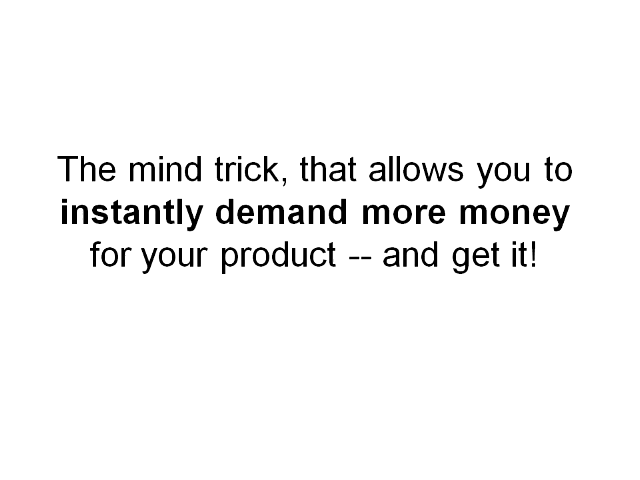 The mind trick, that allows you to
instantly demand more money
for your product -- and get it!